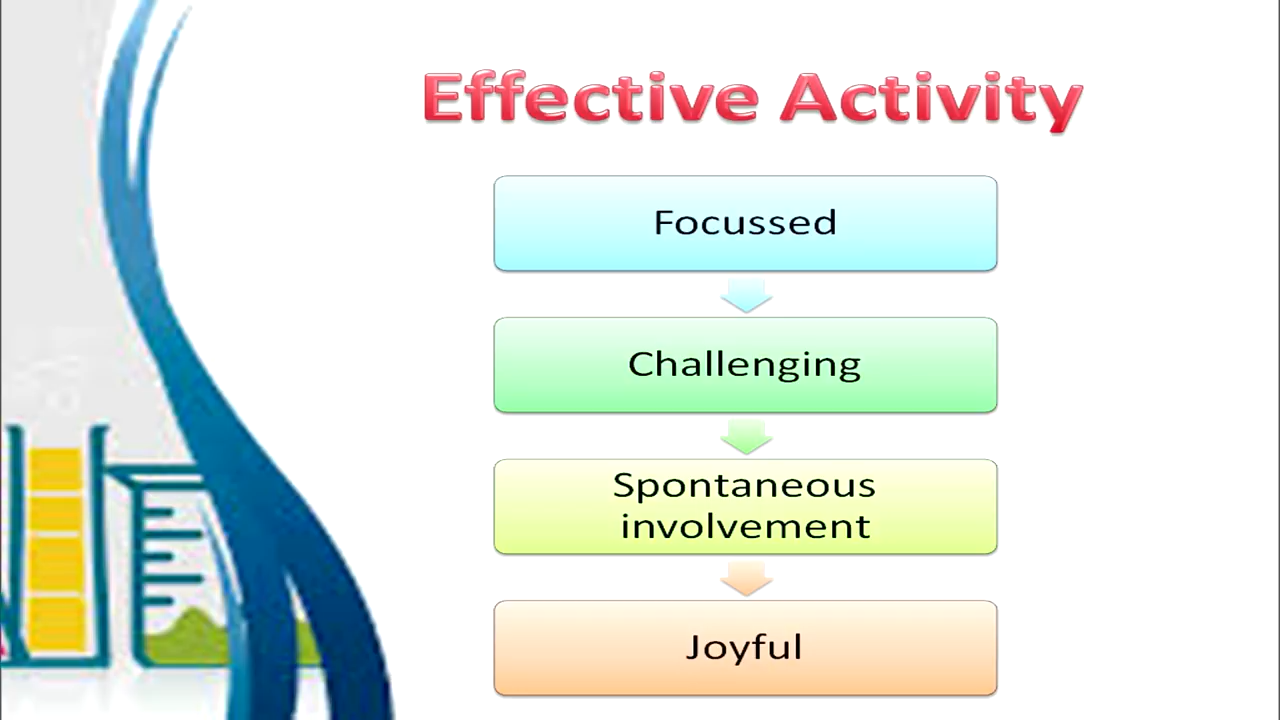 Effective Activity
Focussed
Challenging
Spontaneous
involvement
Joyful